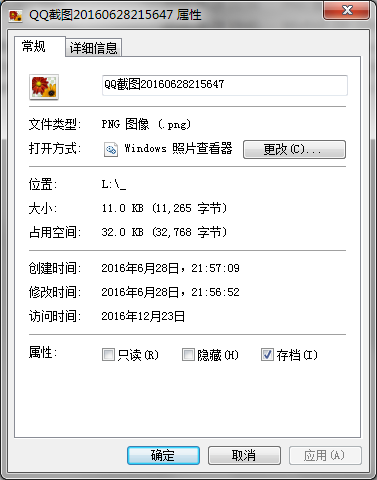 QQ截图20160628215647 属性
常规 详细信息
QQ截图20160628215647
文件类型: PNG 图像 (.png)
打开方式: Windows 照片查看器 更改(C)...
位置: L:\_
大小: 11.0 KB (11,265 字节)
占用空间: 32.0 KB (32,768 字节)
创建时间: 2016年6月28日, 21:57:09
修改时间: 2016年6月28日, 21:56:52
访问时间: 2016年12月23日
属性: 只读(R) 隐藏(H) 存档(I)
确定 取消 应用(A)